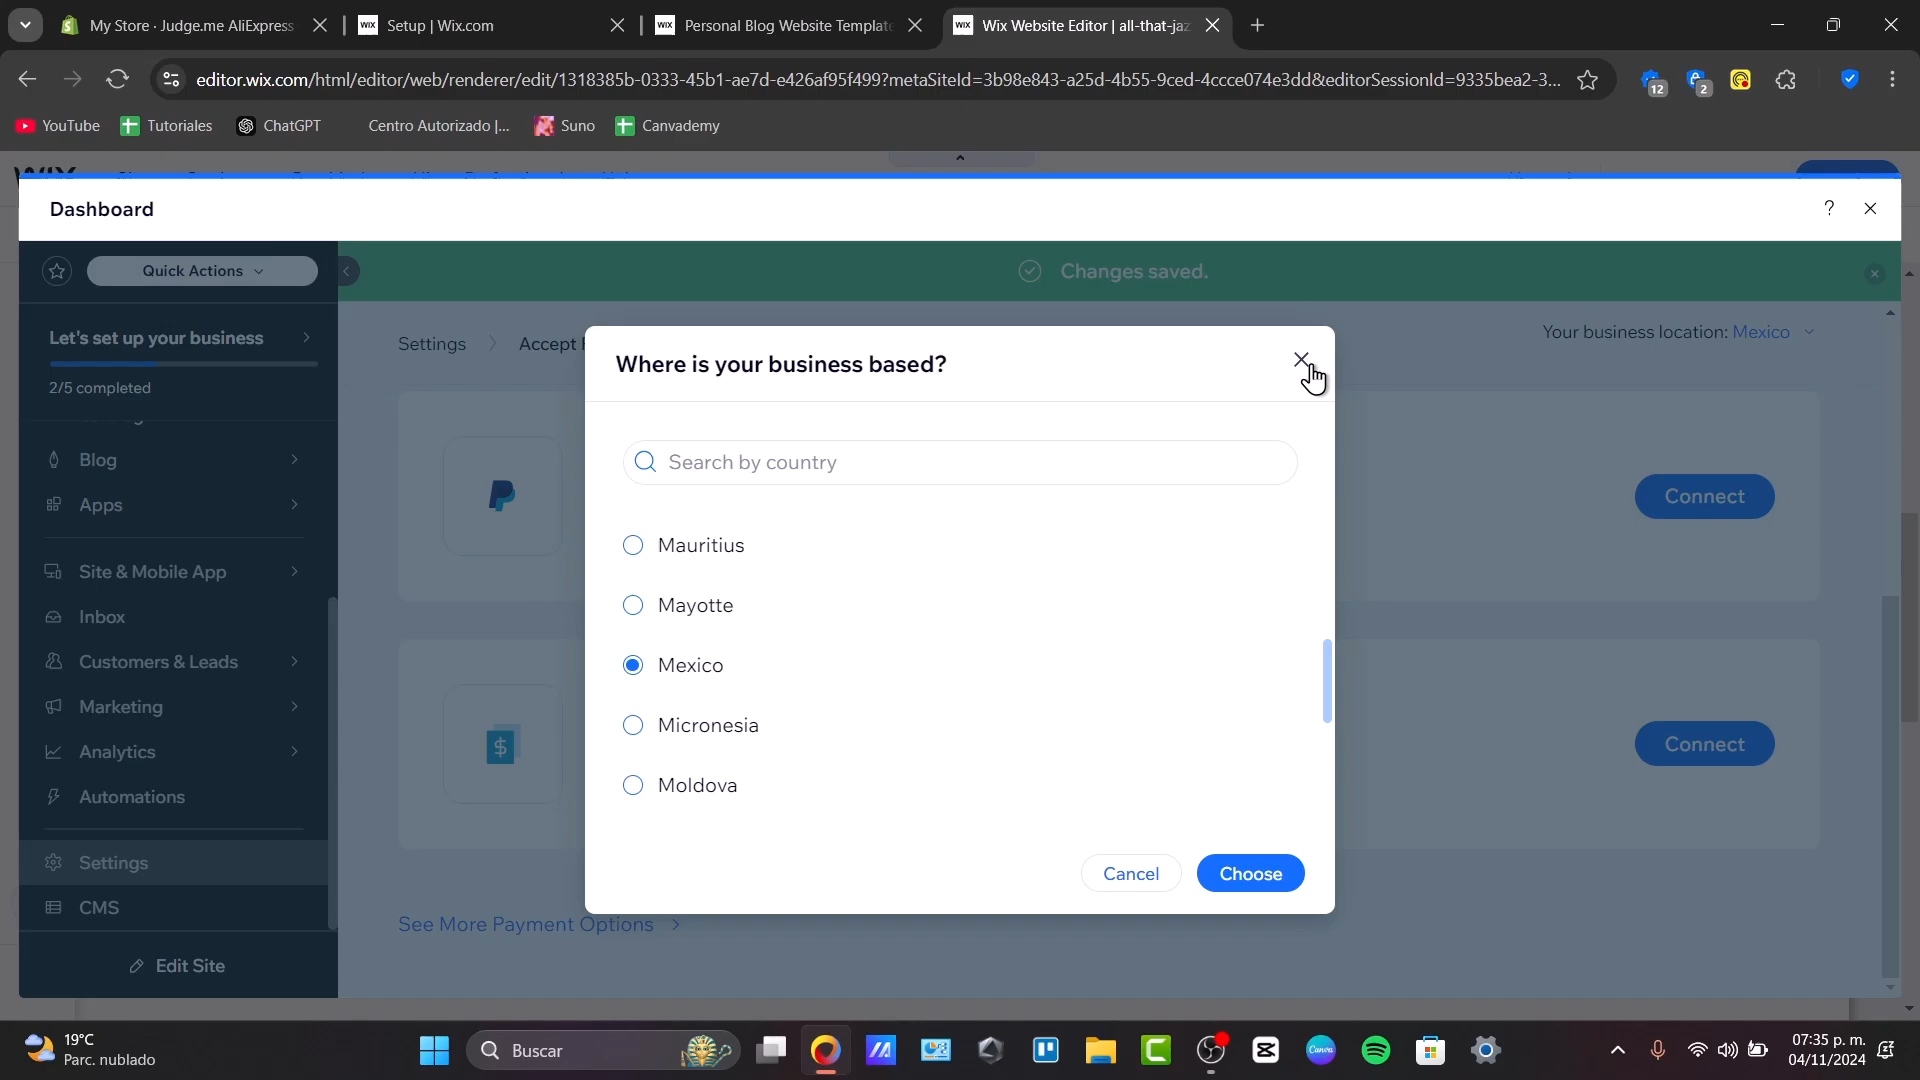 My Store · Judge.me AliExpress
Setup | Wix.com
Personal Blog Website Template
Wix Website Editor | all-that-jaz
editor.wix.com/html/editor/web/renderer/edit/1318385b-0333-45b1-ae7d-e426af95f499?metaSiteId=3b98e843-a25d-4b55-9ced-4ccce074e3dd&editorSessionId=9335bea2-3...
12
2
YouTube
Tutoriales
ChatGPT
Centro Autorizado |...
Suno
Canvademy
Dashboard
?
Quick Actions
Changes saved.
Let's set up your business
2/5 completed
Settings
Accept
Your business location: Mexico
Where is your business based?
Search by country
Mauritius
Mayotte
Mexico
Micronesia
Moldova
Cancel
Choose
Connect
Connect
Blog
Apps
Site & Mobile App
Inbox
Customers & Leads
Marketing
Analytics
Automations
Settings
CMS
Edit Site
See More Payment Options
19°C
Parc. nublado
Buscar
Canva
07:35 p. m.
04/11/2024